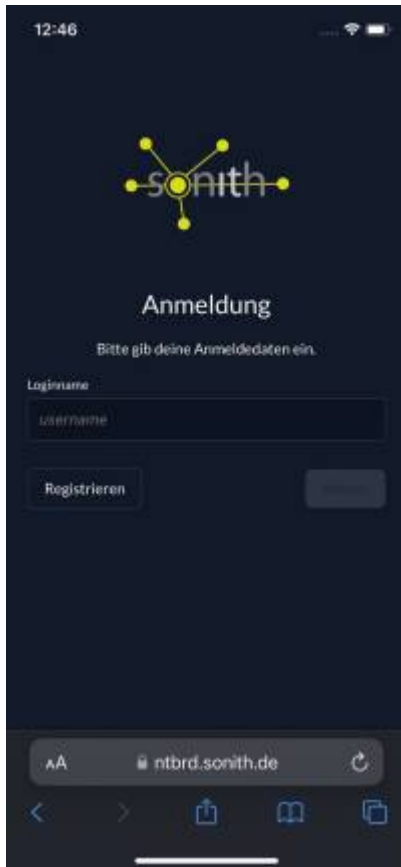 12:46
sonith
Anmeldung
Bitte gib deine Anmeldedaten ein.
Loginname
username
Registrieren
AA
ntbrd.sonith.de